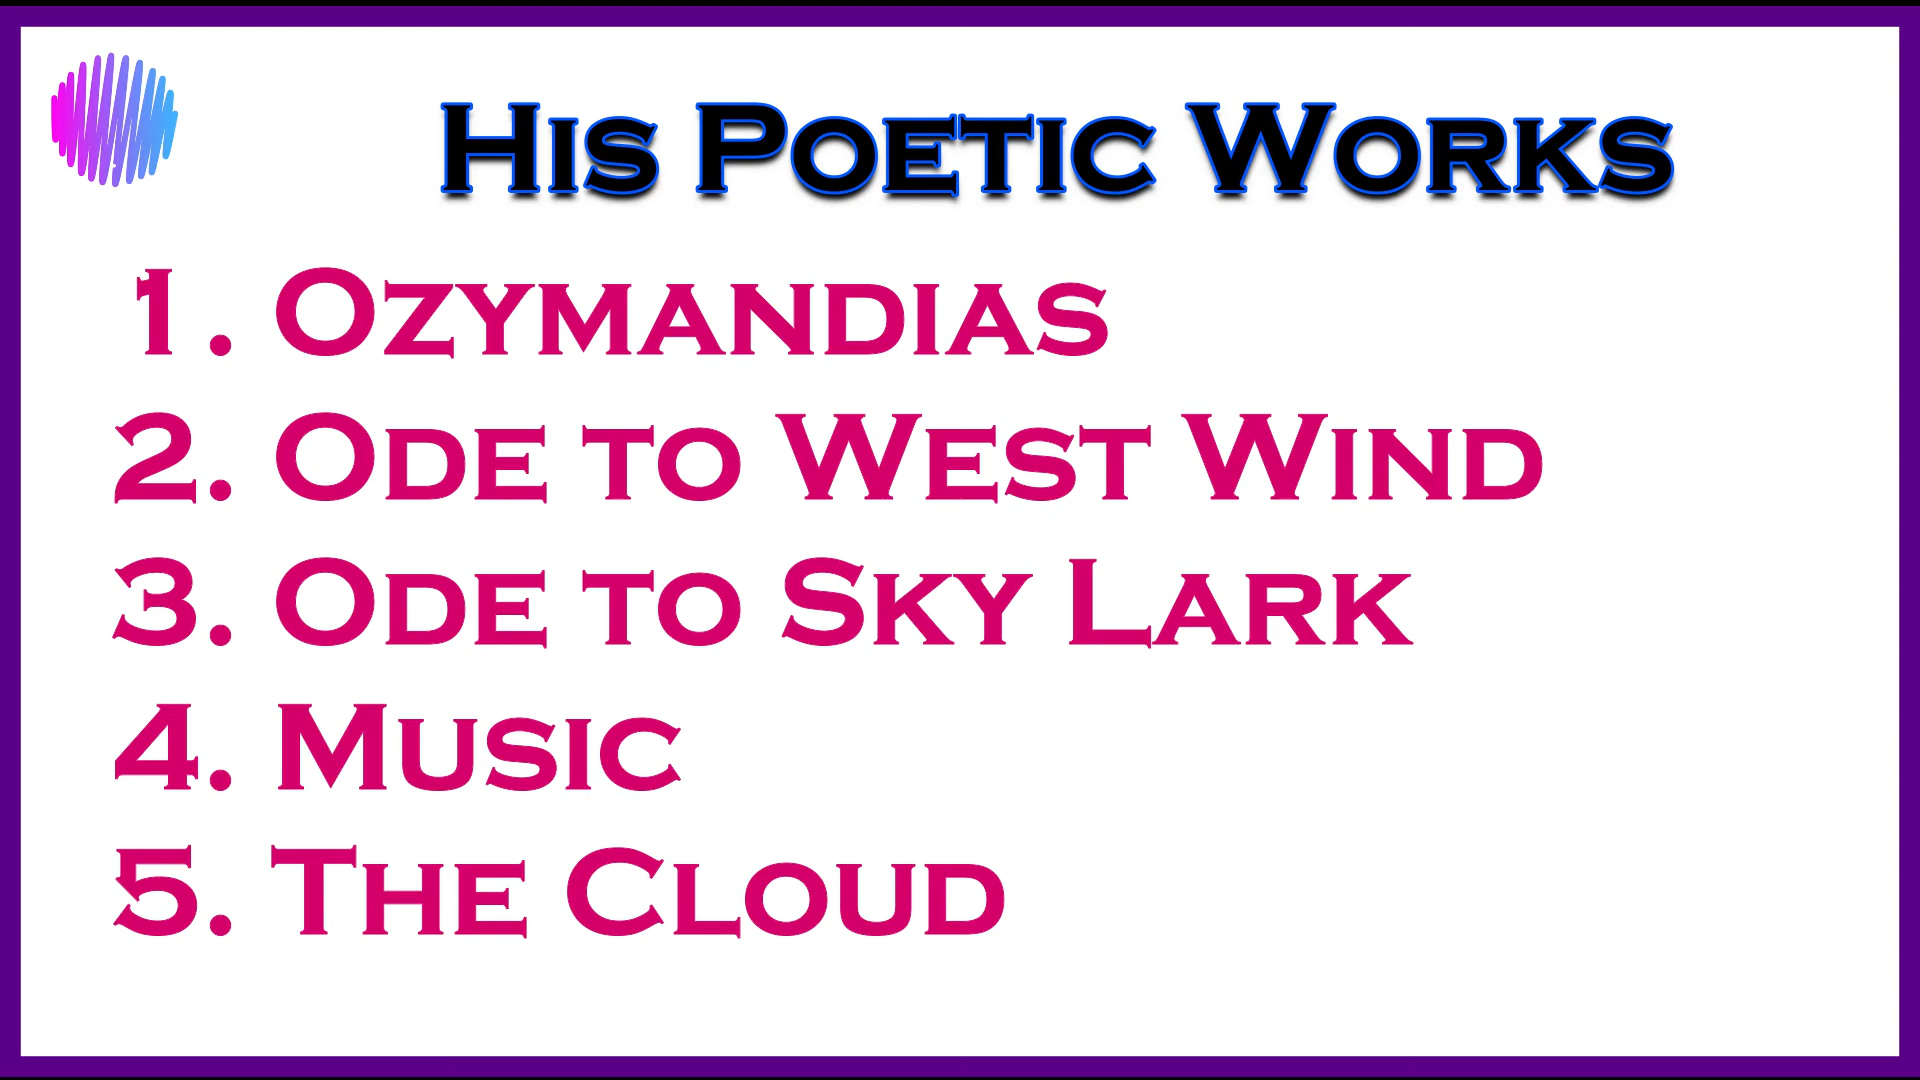 His Poetic Works
1. Ozymandias
2. Ode to West Wind
3. Ode to Sky Lark
4. Music
5. The Cloud